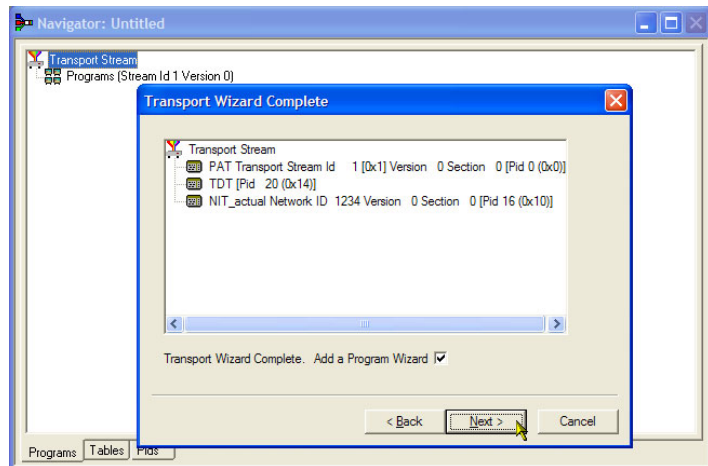 Navigator: Untitled
Transport Stream
Programs (Stream Id 1 Version 0)
Transport Wizard Complete
Transport Stream
PAT Transport Stream Id 1 [0x1] Version 0 Section 0 [Pid 0 (0x0)]
TDT [Pid 20 (0x14)]
NIT_actual Network ID 1234 Version 0 Section 0 [Pid 16 (0x10)]
Transport Wizard Complete. Add a Program Wizard
< Back Next > Cancel
Programs Tables Pids